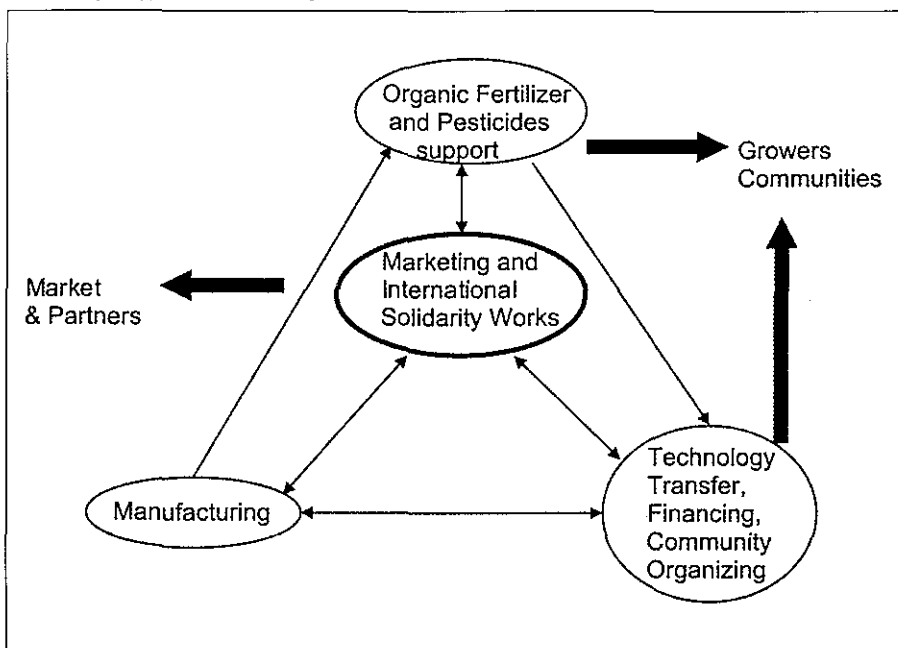 Organic Fertilizer
and Pesticides
support
Growers
Communities
Marketing and
International
Solidarity Works
Market
& Partners
Technology
Transfer,
Financing,
Community
Organizing
Manufacturing